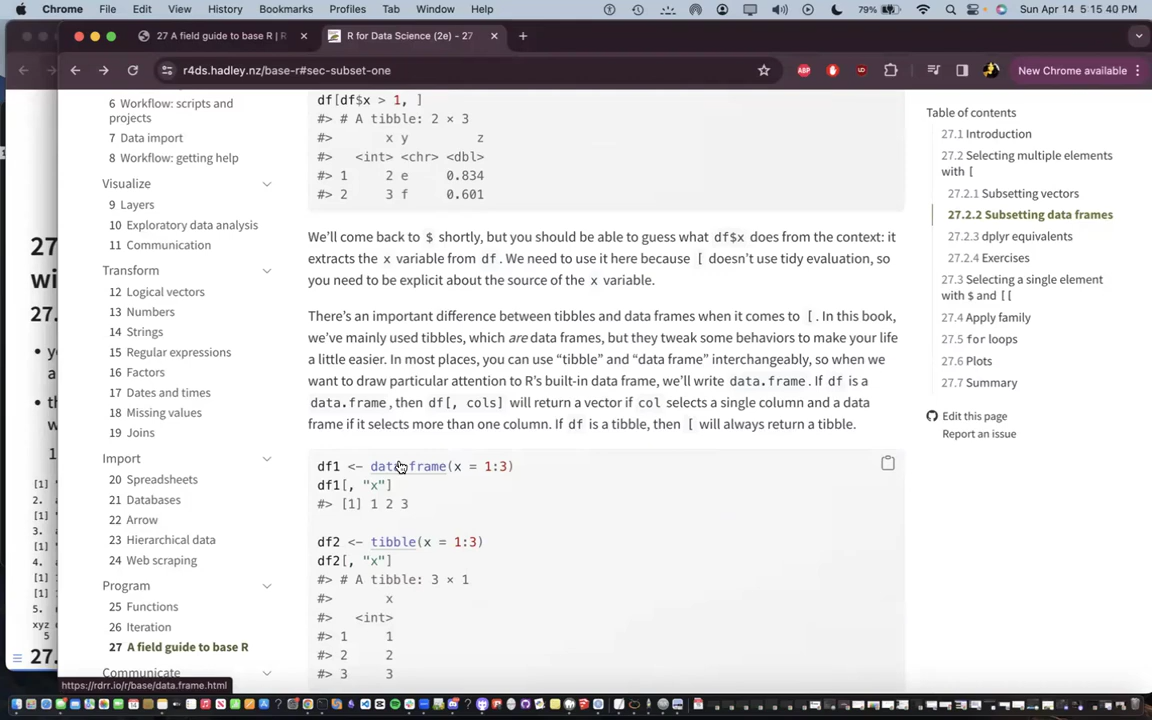 Chrome File Edit View History Bookmarks Profiles Tab Window Help 79% Sun Apr 14 5:15:40 PM
27 A field guide to base R | R
R for Data Science (2e) - 27
r4ds.hadley.nz/base-r#sec-subset-one
ABP
New Chrome available
6 Workflow: scripts and
projects
7 Data import
8 Workflow: getting help
Visualize
9 Layers
10 Exploratory data analysis
11 Communication
Transform
12 Logical vectors
13 Numbers
14 Strings
15 Regular expressions
16 Factors
17 Dates and times
18 Missing values
19 Joins
Import
20 Spreadsheets
21 Databases
22 Arrow
23 Hierarchical data
24 Web scraping
Program
25 Functions
26 Iteration
27 A field guide to base R
Communicate
https://rdrr.io/r/base/data.frame.html
df[df$x > 1, ]
#> # A tibble: 2 × 3
#> x y z
#> <int> <chr> <dbl>
#> 1 2 e 0.834
#> 2 3 f 0.601
We’ll come back to $ shortly, but you should be able to guess what df$x does from the context: it
extracts the x variable from df. We need to use it here because [ doesn’t use tidy evaluation, so
you need to be explicit about the source of the x variable.
There’s an important difference between tibbles and data frames when it comes to [. In this book,
we’ve mainly used tibbles, which are data frames, but they tweak some behaviors to make your life
a little easier. In most places, you can use “tibble” and “data frame” interchangeably, so when we
want to draw particular attention to R’s built-in data frame, we’ll write data.frame. If df is a
data.frame, then df[, cols] will return a vector if col selects a single column and a data
frame if it selects more than one column. If df is a tibble, then [ will always return a tibble.
df1 <- data.frame(x = 1:3)
df1[, "x"]
#> [1] 1 2 3
df2 <- tibble(x = 1:3)
df2[, "x"]
#> # A tibble: 3 × 1
#> x
#> <int>
#> 1 1
#> 2 2
#> 3 3
Table of contents
27.1 Introduction
27.2 Selecting multiple elements
with [
27.2.1 Subsetting vectors
27.2.2 Subsetting data frames
27.2.3 dplyr equivalents
27.2.4 Exercises
27.3 Selecting a single element
with $ and [[
27.4 Apply family
27.5 for loops
27.6 Plots
27.7 Summary
Edit this page
Report an issue
27
wi
27.
y
a
th
w
1
[1]
2.
[1]
3.
[1]
4.
[1]
5.
xyz
5
27.